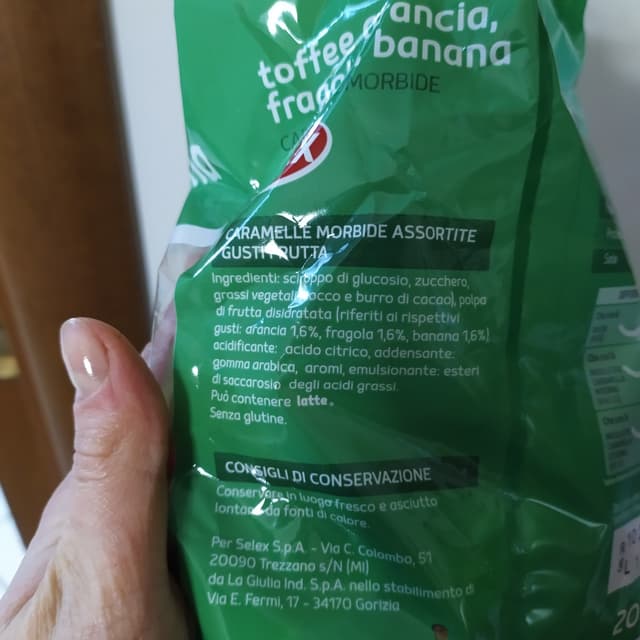 arancia,
toffee banana
MORBIDE
CARAMELLE MORBIDE ASSORTITE
GUSTI FRUTTA
Ingredienti: sciroppo di glucosio, zucchero,
grassi vegetali (cocco e burro di cacao), polpa
di frutta disidratata (riferiti ai rispettivi
gusti: arancia 1,6%, fragola 1,6%, banana 1,6%)
acidificante: acido citrico, addensante:
gomma arabica, aromi, emulsionante: esteri
di saccarosio degli acidi grassi.
Può contenere latte.
Senza glutine.
CONSIGLI DI CONSERVAZIONE
Conservare in luogo fresco e asciutto
lontano da fonti di calore.
Per Selex S.p.A. - Via C. Colombo, 51
20090 Trezzano s/N (MI)
da La Giulia Ind. S.p.A. nello stabilimento di
Via E. Fermi, 17 - 34170 Gorizia